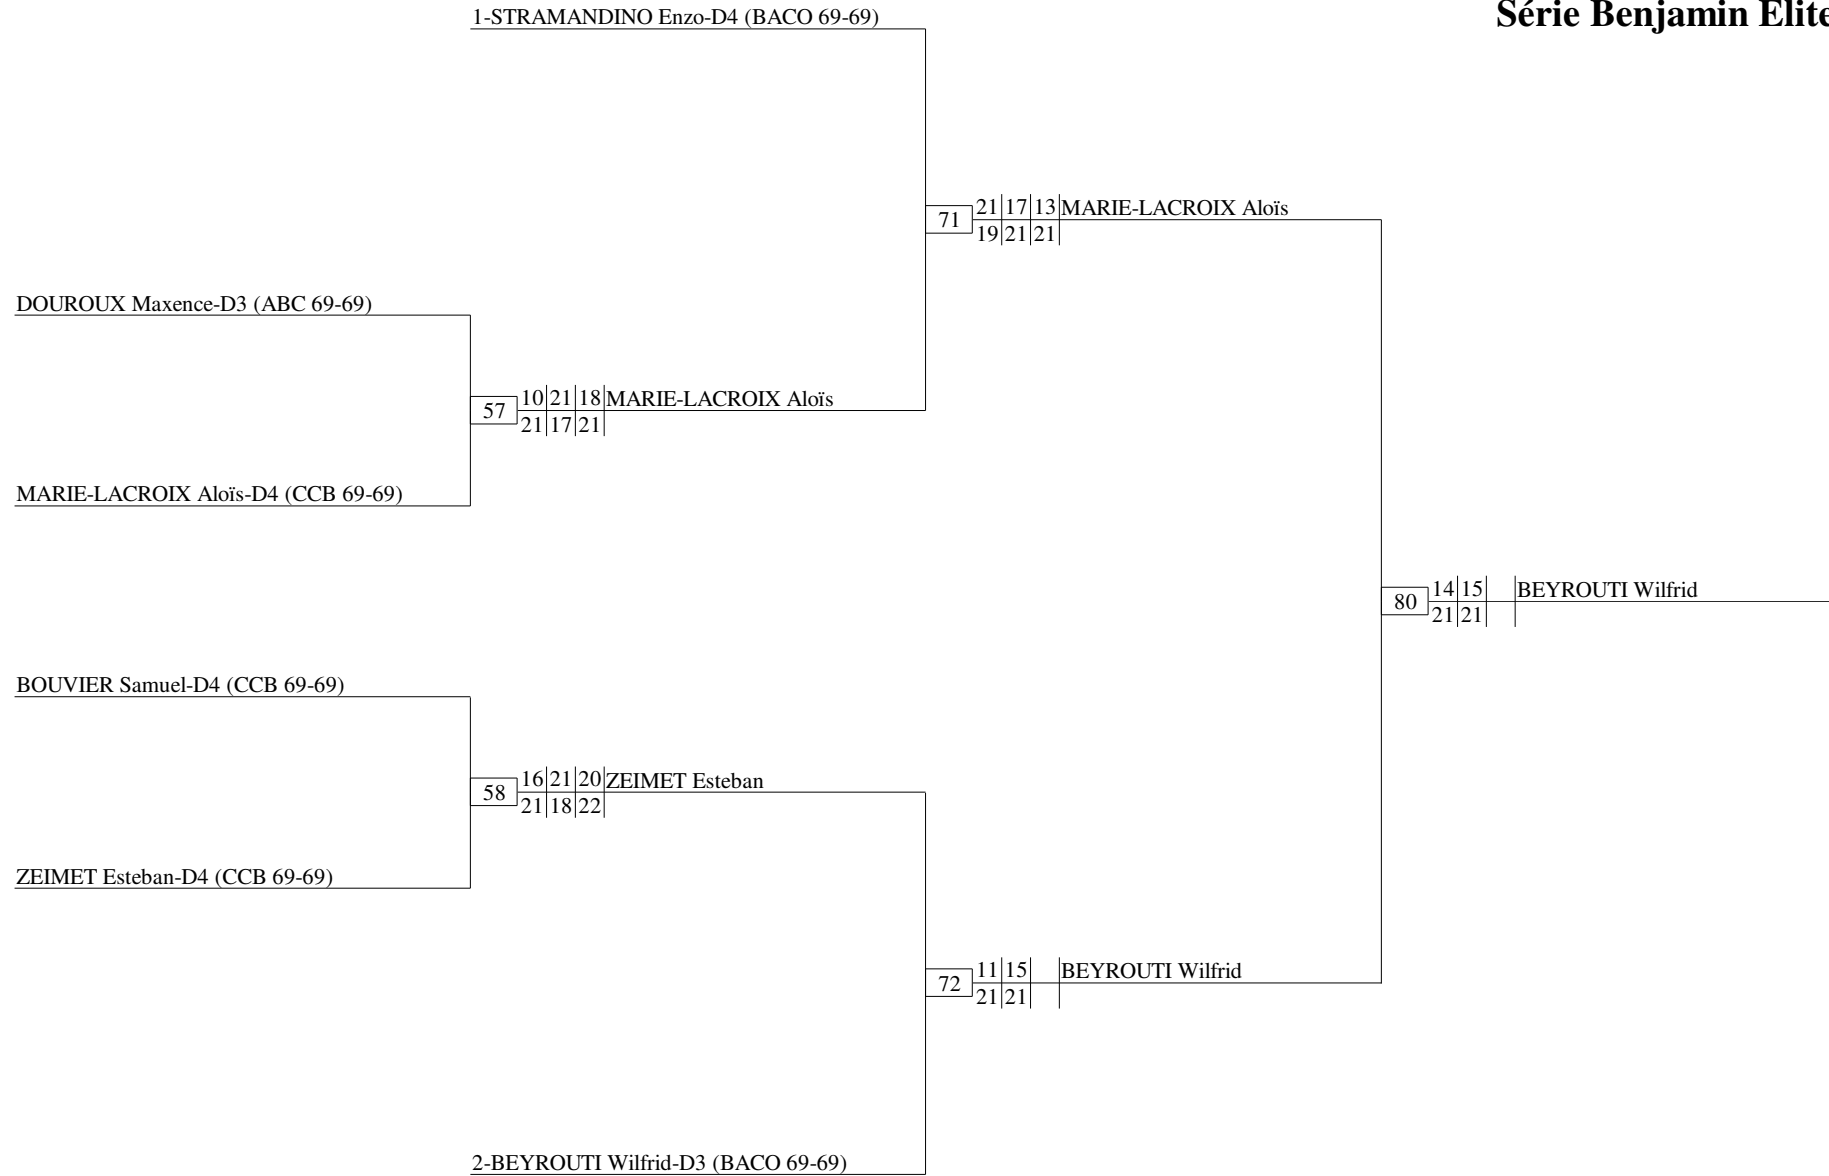 1-STRAMANDINO Enzo-D4 (BACO 69-69)
Série Benjamin Elite
71 21 17 13 MARIE-LACROIX Aloïs
19 21 21
DOUROUX Maxence-D3 (ABC 69-69)
57 10 21 18 MARIE-LACROIX Aloïs
21 17 21
MARIE-LACROIX Aloïs-D4 (CCB 69-69)
80 14 15 BEYROUTI Wilfrid
21 21
BOUVIER Samuel-D4 (CCB 69-69)
58 16 21 20 ZEIMET Esteban
21 18 22
ZEIMET Esteban-D4 (CCB 69-69)
72 11 15 BEYROUTI Wilfrid
21 21
2-BEYROUTI Wilfrid-D3 (BACO 69-69)